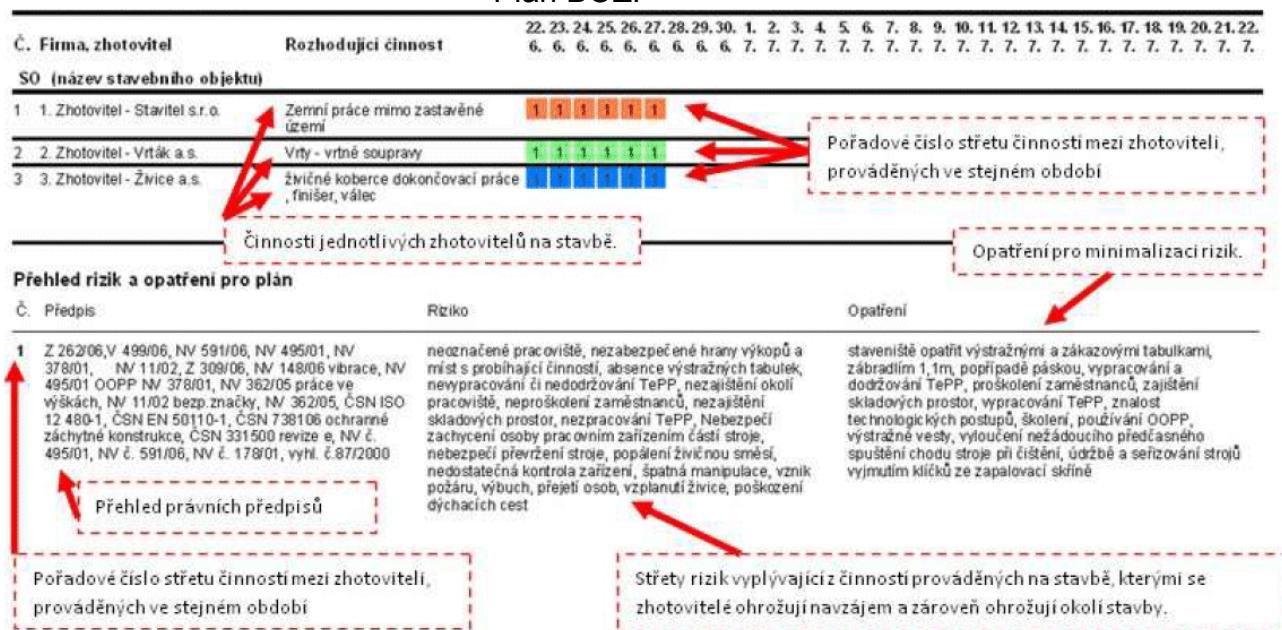 Plán BOZP
22. 23. 24. 25. 26. 27. 28. 29. 30. 1. 2. 3. 4. 5. 6. 7. 8. 9. 10. 11. 12. 13. 14. 15. 16. 17. 18. 19. 20. 21. 22.
Č. Firma, zhotovitel Rozhodující činnost 6. 6. 6. 6. 6. 6. 6. 6. 6. 7. 7. 7. 7. 7. 7. 7. 7. 7. 7. 7. 7. 7. 7. 7. 7. 7. 7. 7. 7. 7. 7.
SO (název stavebního objektu)
1 1. Zhotovitel - Stavitel s.r.o. Zemní práce mimo zastavěné 1 1 1 1 1 1
území
2 2. Zhotovitel - Vrták a.s. Vrty - vrtné soupravy 1 1 1 1 1 1
3 3. Zhotovitel - Živice a.s. živičné koberce dokončovací práce 1 1 1 1 1 1
, finišer, válec
Pořadové číslo střetu činností mezi zhotoviteli,
prováděných ve stejném období
Činnosti jednotlivých zhotovitelů na stavbě.
Opatření pro minimalizaci rizik.
Přehled rizik a opatření pro plán
Č. Předpis Riziko Opatření
1 Z 262/06,V 499/06, NV 591/06, NV 495/01, NV
378/01, NV 11/02, Z 309/06, NV 148/06 vibrace, NV
495/01 OOPP NV 378/01, NV 362/05 práce ve
výškách, NV 11/02 bezp.značky, NV 362/05, ČSN ISO
12 480-1, ČSN EN 50110-1, ČSN 738106 ochranné
záchytné konstrukce, ČSN 331500 revize e, NV č.
495/01, NV č. 591/06, NV č. 178/01, vyhl. č.87/2000
neoznačené pracoviště, nezabezpečené hrany výkopů a
míst s probíhající činností, absence výstražných tabulek,
nevypracování či nedodržování TePP, nezajištění okolí
pracoviště, neproškolení zaměstnanců, nezajištění
skladových prostor, nezpracování TePP, Nebezpečí
zachycení osoby pracovním zařízením částí stroje,
nebezpečí převržení stroje, popálení živičnou směsí,
nedostatečná kontrola zařízení, špatná manipulace, vznik
požáru, výbuch, přejetí osob, vzplanutí živice, poškození
dýchacích cest
staveniště opatřit výstražnými a zákazovými tabulkami,
zábradlím 1,1m, popřípadě páskou, vypracování a
dodržování TePP, proškolení zaměstnanců, zajištění
skladových prostor, vypracování TePP, znalost
technologických postupů, školení, používání OOPP,
výstražné vesty, vyloučení nežádoucího předčasného
spuštění chodu stroje při čištění, údržbě a seřizování strojů
vyjmutím klíčků ze zapalovací skříně
Přehled právních předpisů
Pořadové číslo střetu činností mezi zhotoviteli,
prováděných ve stejném období
Střety rizik vyplývající z činností prováděných na stavbě, kterými se
zhotovitelé ohrožují navzájem a zároveň ohrožují okolí stavby.